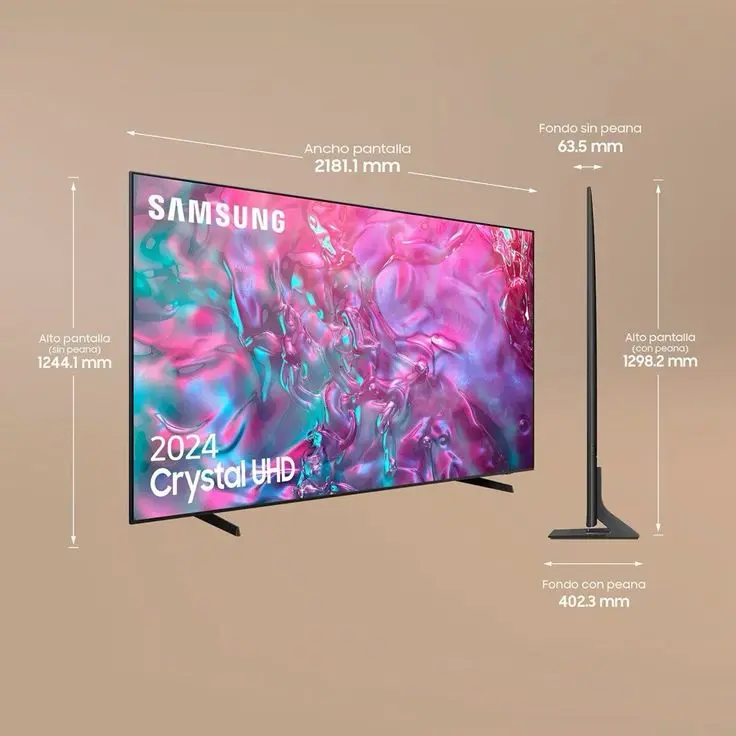 Fondo sin peana
63.5 mm
Ancho pantalla
2181.1 mm
SAMSUNG
Alto pantalla
(sin peana)
1244.1 mm
Alto pantalla
(con peana)
1298.2 mm
2024
Crystal UHD
Fondo con peana
402.3 mm